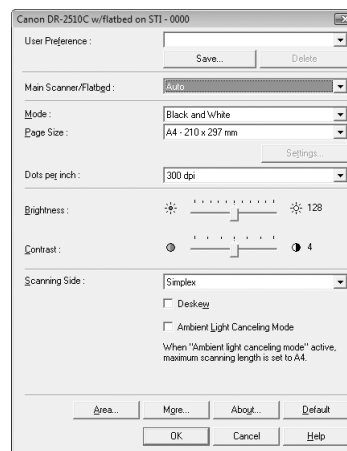 Canon DR-2510C w/flatbed on STI - 0000
User Preference :
Save... Delete
Main Scanner/Flatbed : Auto
Mode : Black and White
Page Size : A4 - 210 x 297 mm
Settings...
Dots per inch : 300 dpi
Brightness : 128
Contrast : 4
Scanning Side : Simplex
Deskew
Ambient Light Canceling Mode
When "Ambient light canceling mode" active,
maximum scanning length is set to A4.
Area... More... About... Default
OK Cancel Help